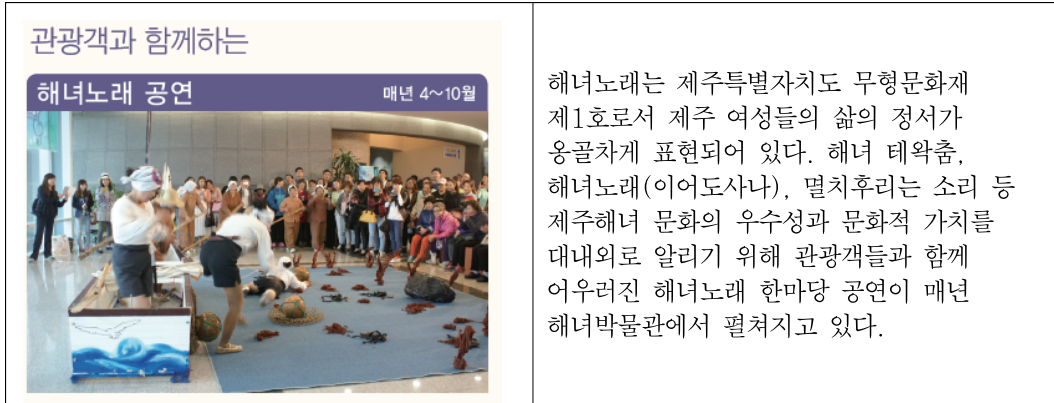 관광객과 함께하는
해녀노래 공연 매년 4~10월
해녀노래는 제주특별자치도 무형문화재
제1호로서 제주 여성들의 삶의 정서가
옹골차게 표현되어 있다. 해녀 테왁춤,
해녀노래(이어도사나), 멸치후리는 소리 등
제주해녀 문화의 우수성과 문화적 가치를
대내외로 알리기 위해 관광객들과 함께
어우러진 해녀노래 한마당 공연이 매년
해녀박물관에서 펼쳐지고 있다.